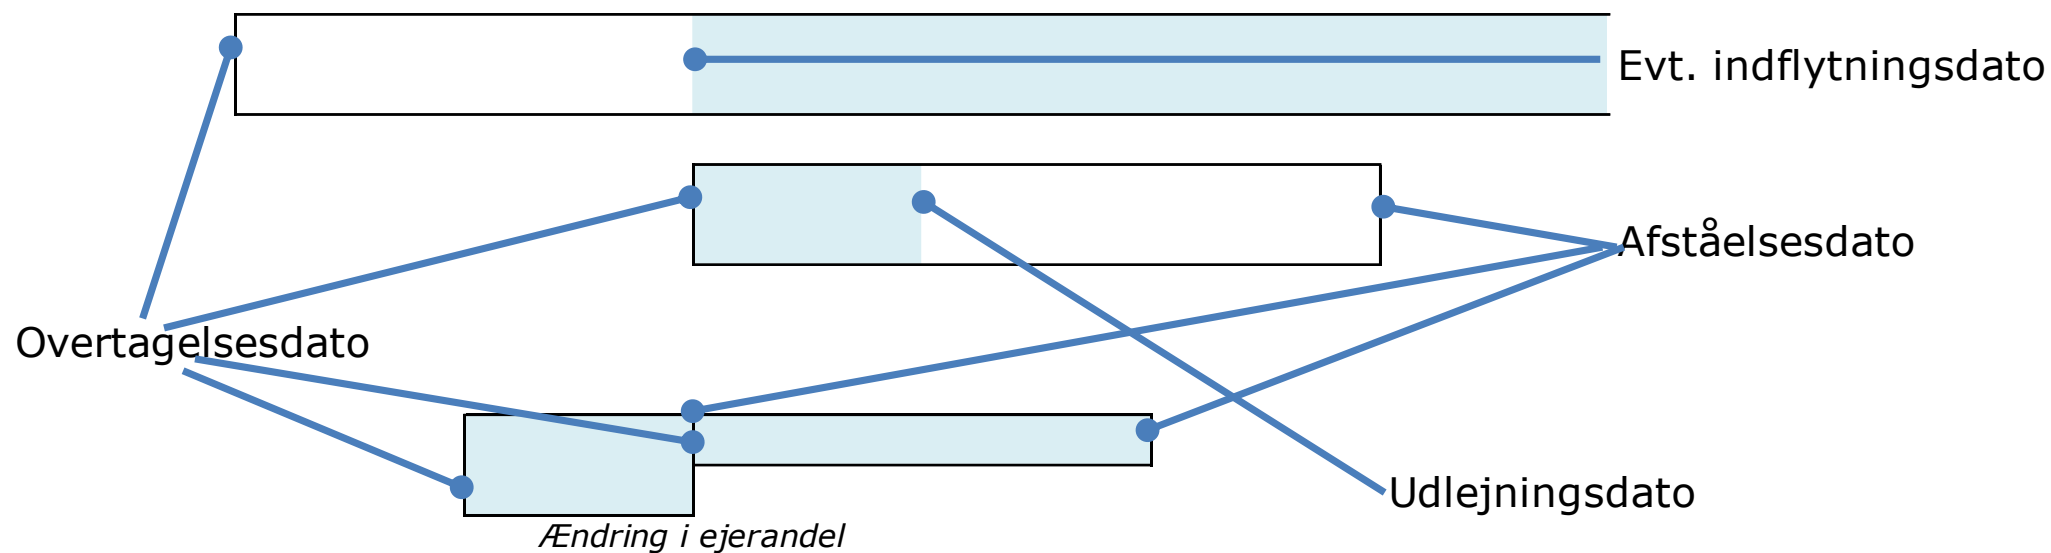 Evt. indflytningsdato
Afståelsesdato
Overtagelsesdato
Udlejningsdato
Ændring i ejerandel